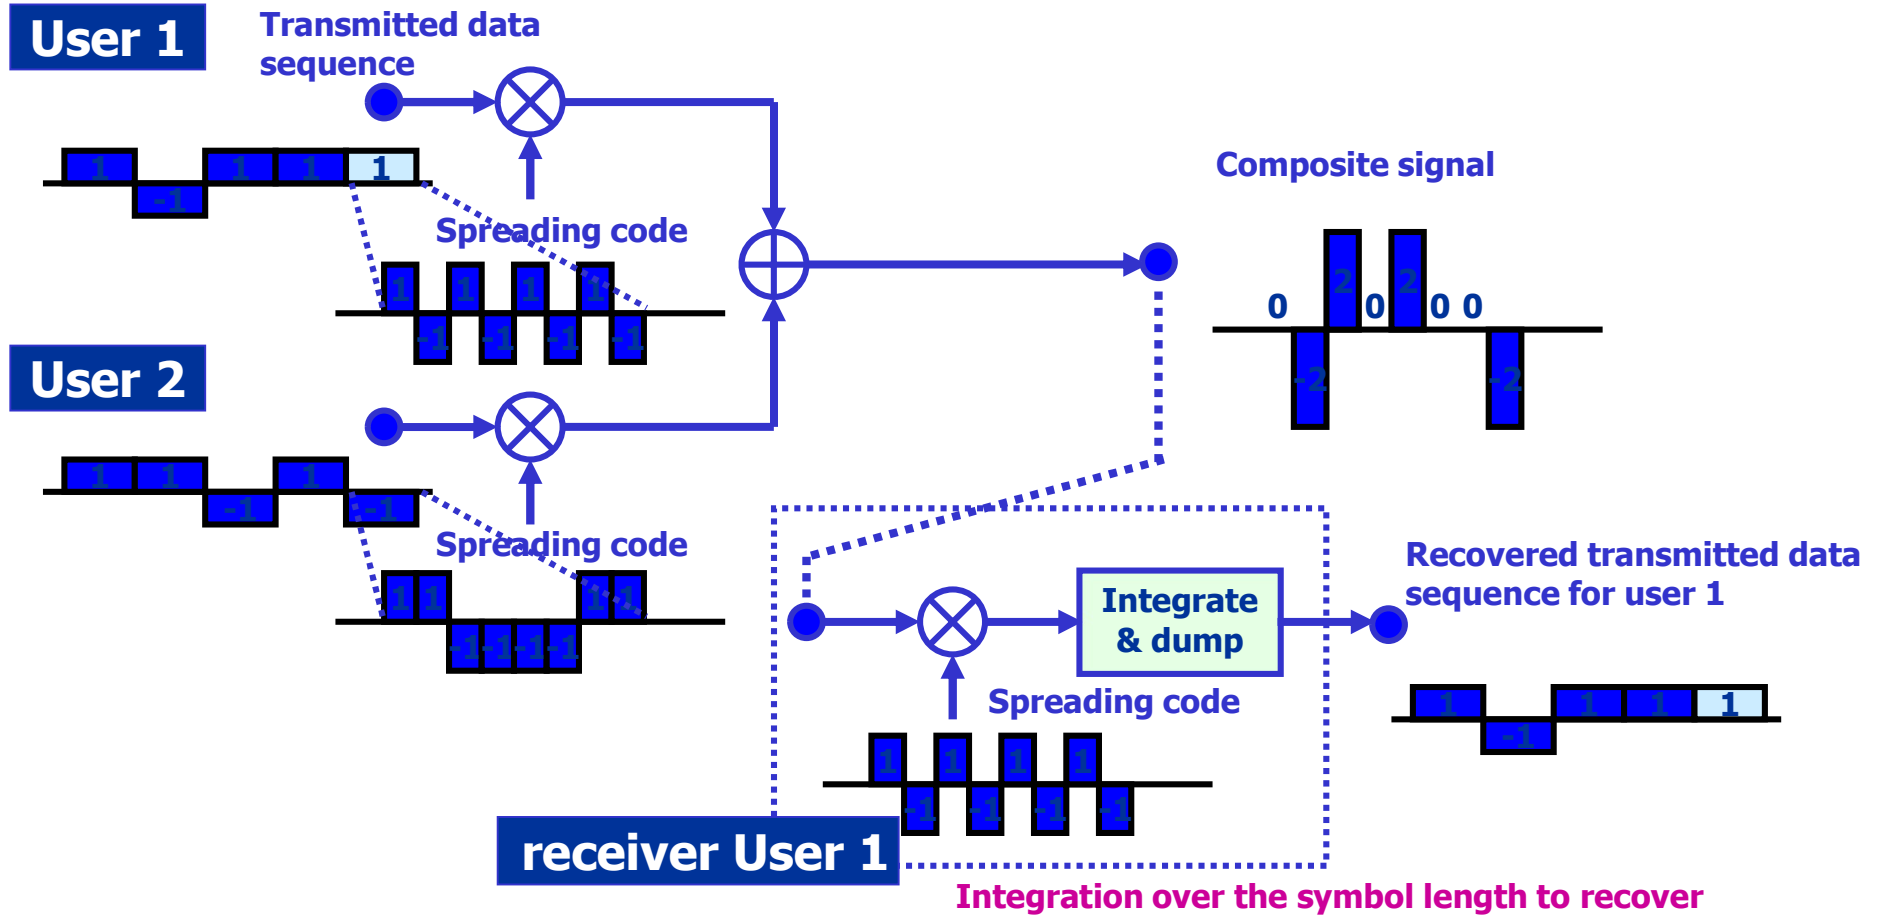 User 1
Transmitted data
sequence
1 -1 1 1 1
Spreading code
1 -1 1 -1 1 -1 1 -1
Composite signal
0 -2 2 0 2 0 0 -2
User 2
1 1 -1 1 -1
Spreading code
1 1 -1 -1 -1 -1 1 1
Integrate
& dump
Spreading code
1 -1 1 -1 1 -1 1 -1
Recovered transmitted data
sequence for user 1
1 -1 1 1 1
receiver User 1
Integration over the symbol length to recover